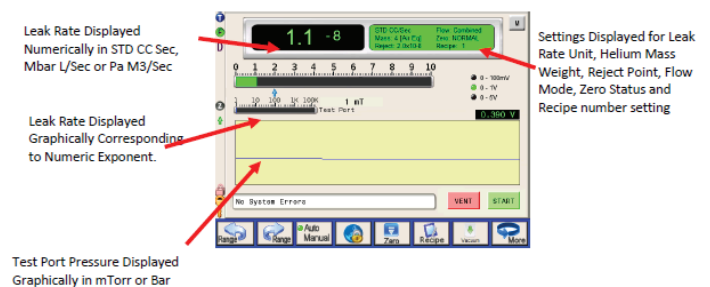 Leak Rate Displayed
Numerically in STD CC Sec,
Mbar L/Sec or Pa M3/Sec
Leak Rate Displayed
Graphically Corresponding
to Numeric Exponent.
Test Port Pressure Displayed
Graphically in mTorr or Bar
1.1 -8
STD CC/Sec Flow: Combined
Mass: 4 [Air Eq] Zero: NORMAL
Reject: 2.0x10-8 Recipe: 1
M
0 1 2 3 4 5 6 7 8 9 10
0 - 100mV
0 - 1V
0 - 5V
1 10 100 1K 100K 1 mT
Test Port
0.390 V
No System Errors
VENT START
Range Range Auto Manual Zero Recipe Vacuum More
Settings Displayed for Leak
Rate Unit, Helium Mass
Weight, Reject Point, Flow
Mode, Zero Status and
Recipe number setting